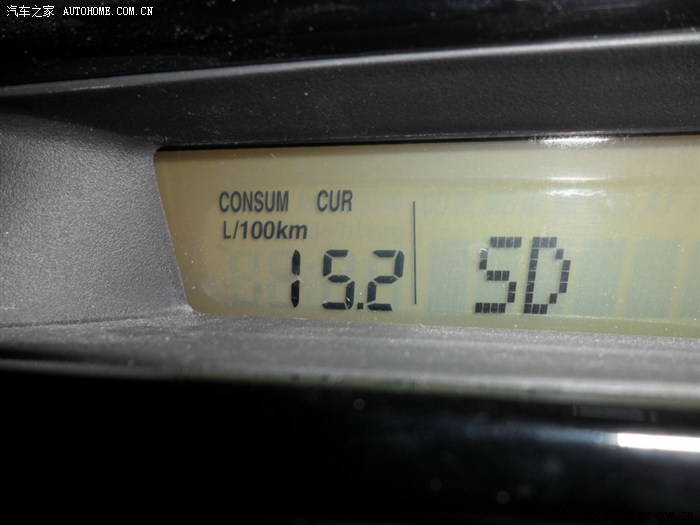 汽车之家 AUTOHOME.COM.CN
CONSUM CUR
L/100km
15.2 SD